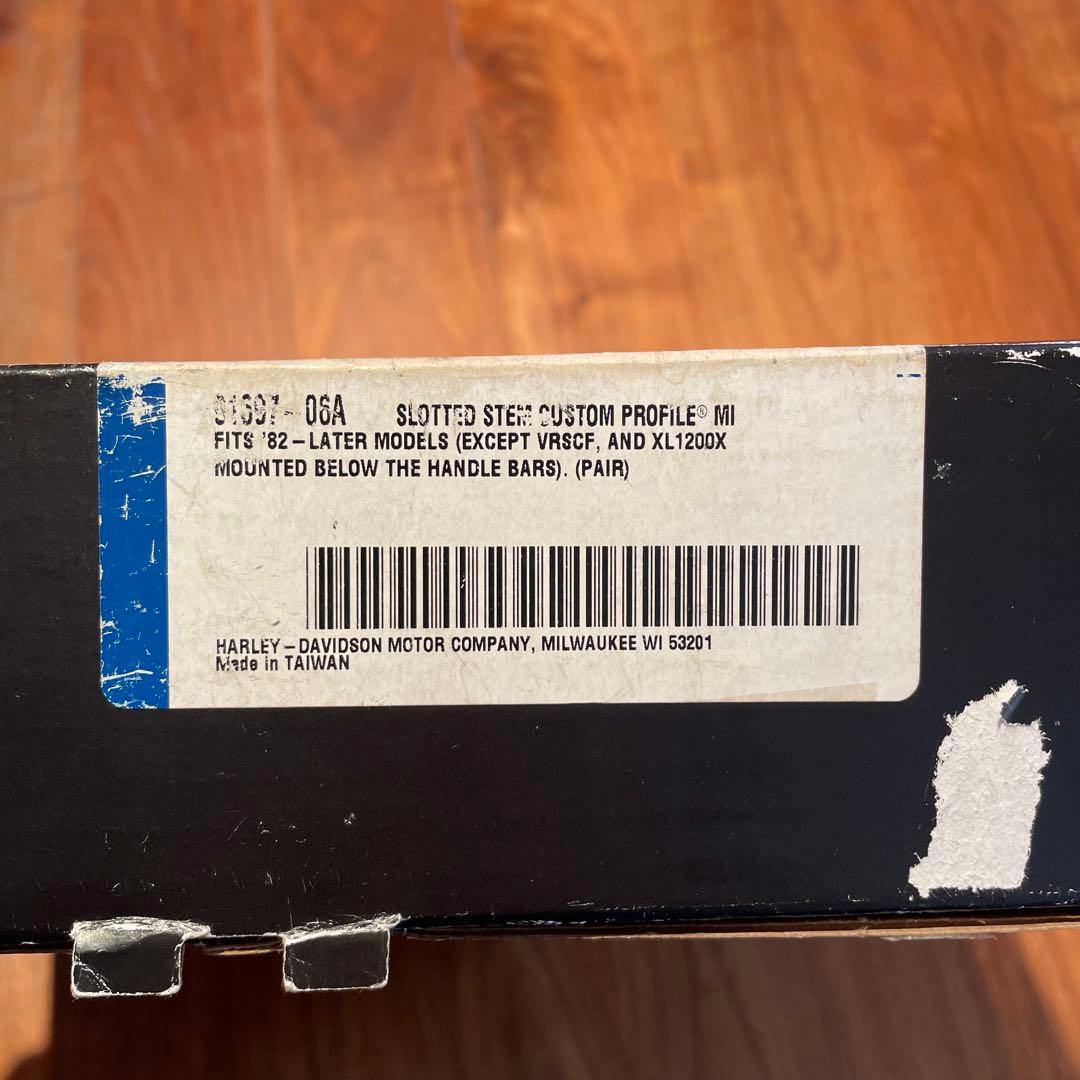 -06A SLOTTED STEM CUSTOM PROFILE® MI
FITS '82-LATER MODELS (EXCEPT VRSCF, AND XL1200X
MOUNTED BELOW THE HANDLE BARS). (PAIR)
HARLEY-DAVIDSON MOTOR COMPANY, MILWAUKEE WI 53201
Made in TAIWAN